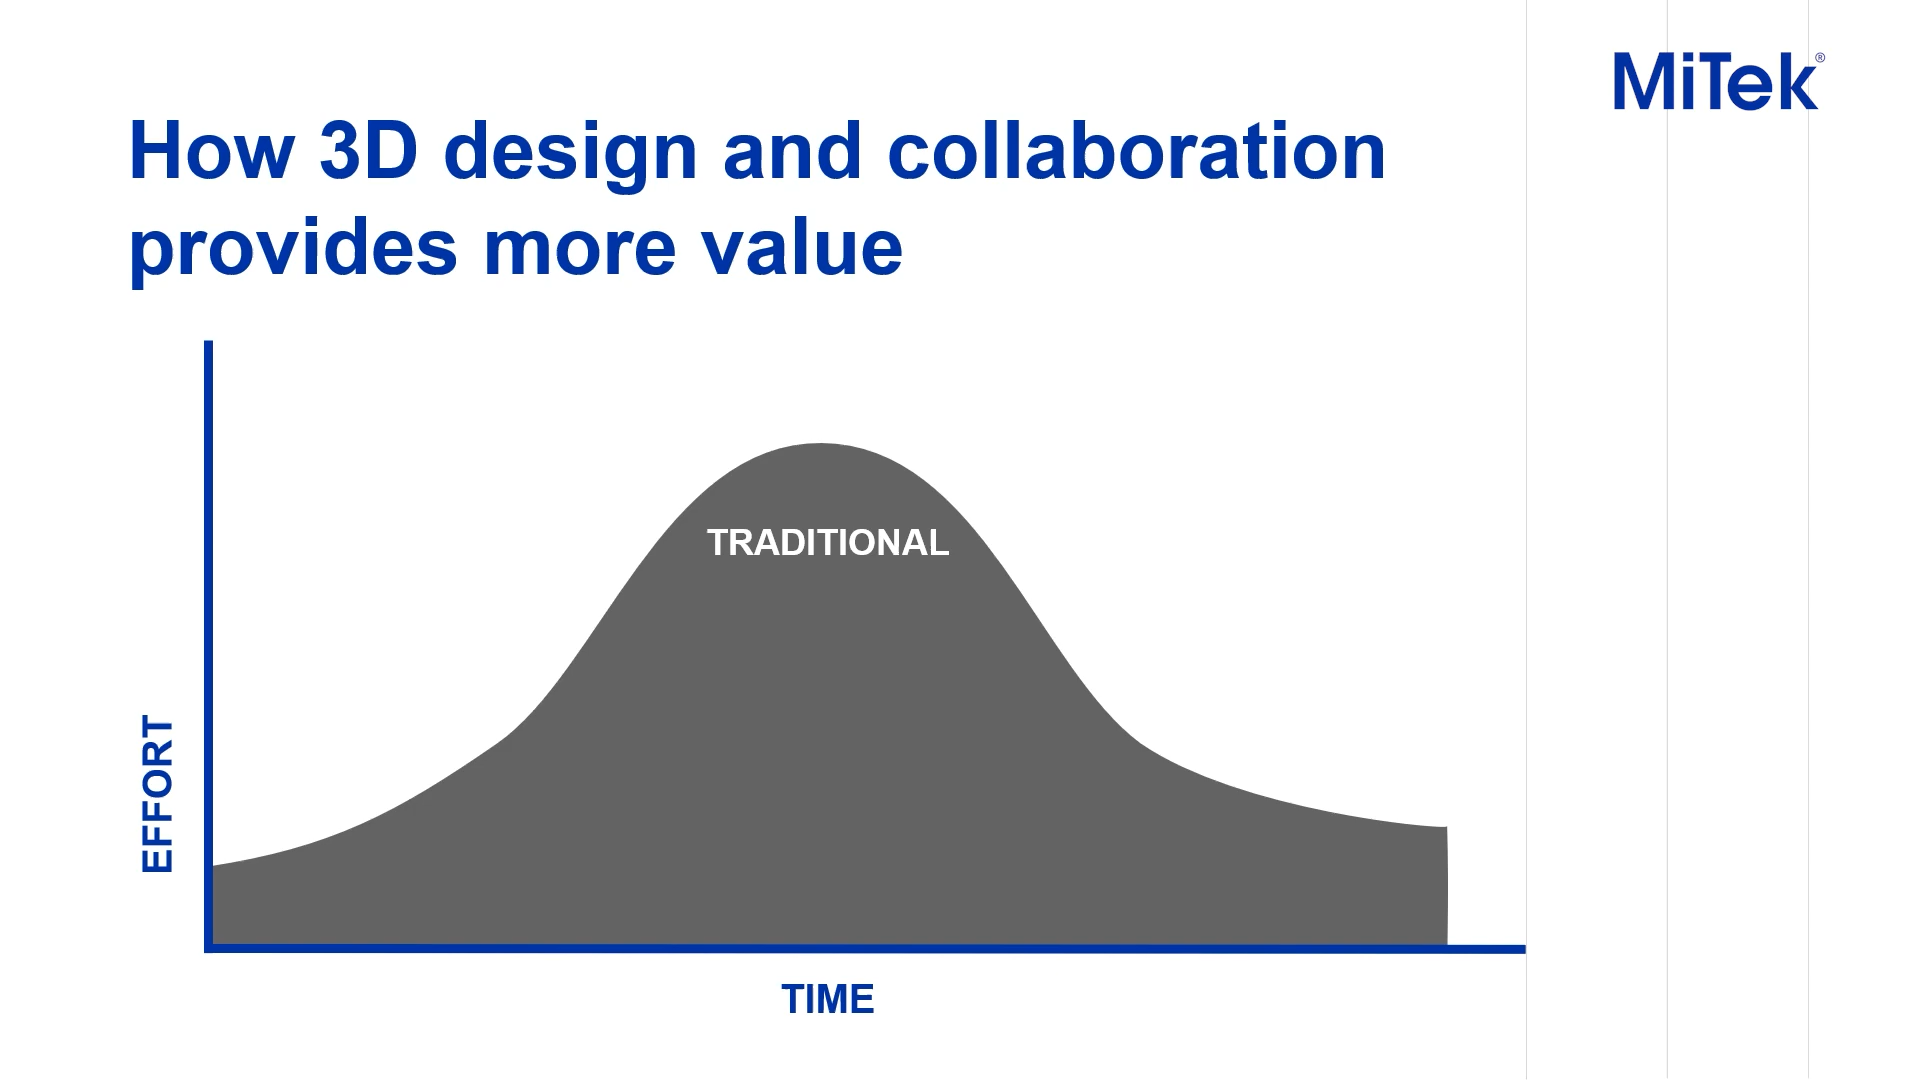 MiTek®
How 3D design and collaboration
provides more value
TRADITIONAL
EFFORT
TIME